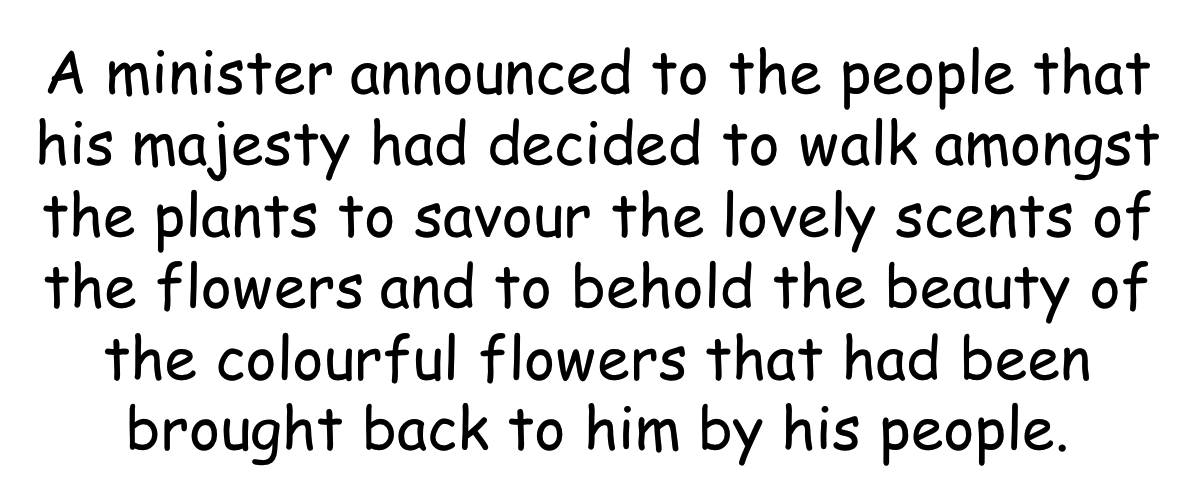 A minister announced to the people that
his majesty had decided to walk amongst
the plants to savour the lovely scents of
the flowers and to behold the beauty of
the colourful flowers that had been
brought back to him by his people.